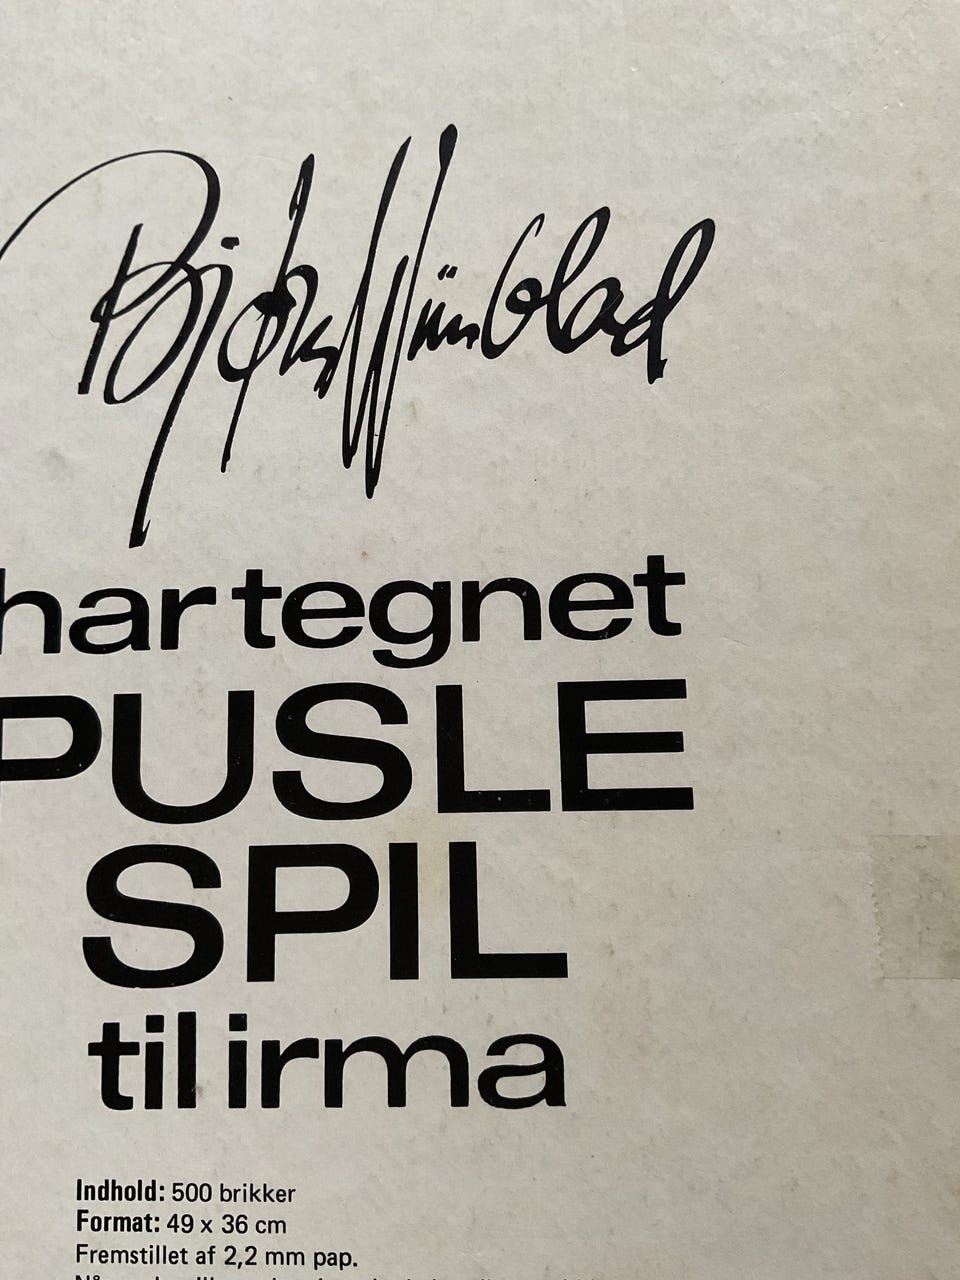 Bjørn Wiinblad
har tegnet
PUSLE
SPIL
til irma
Indhold: 500 brikker
Format: 49 x 36 cm
Fremstillet af 2,2 mm pap.